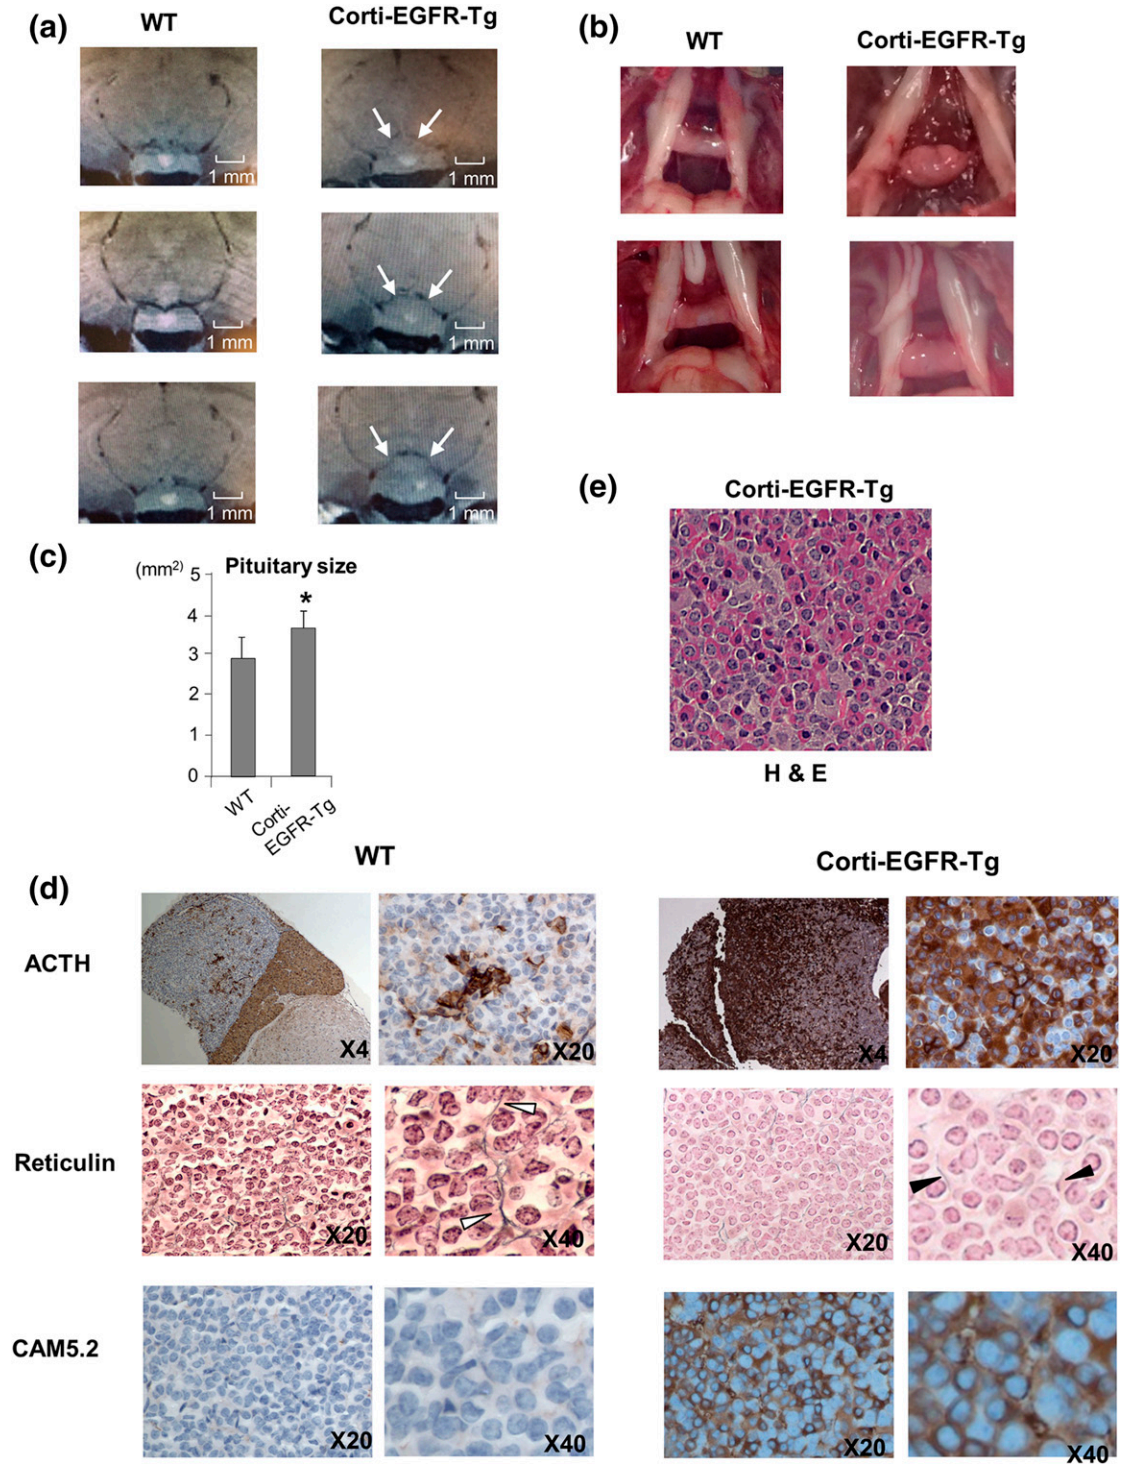 (a)
WT
Corti-EGFR-Tg
1 mm
1 mm
1 mm
1 mm
1 mm
1 mm
(b)
WT
Corti-EGFR-Tg
(c)
(mm²)
Pituitary size
5
4
3
2
1
0
*
WT
Corti-
EGFR-Tg
(e)
Corti-EGFR-Tg
H & E
(d)
WT
Corti-EGFR-Tg
ACTH
X4
X20
X4
X20
Reticulin
X20
X40
X20
X40
CAM5.2
X20
X40
X20
X40